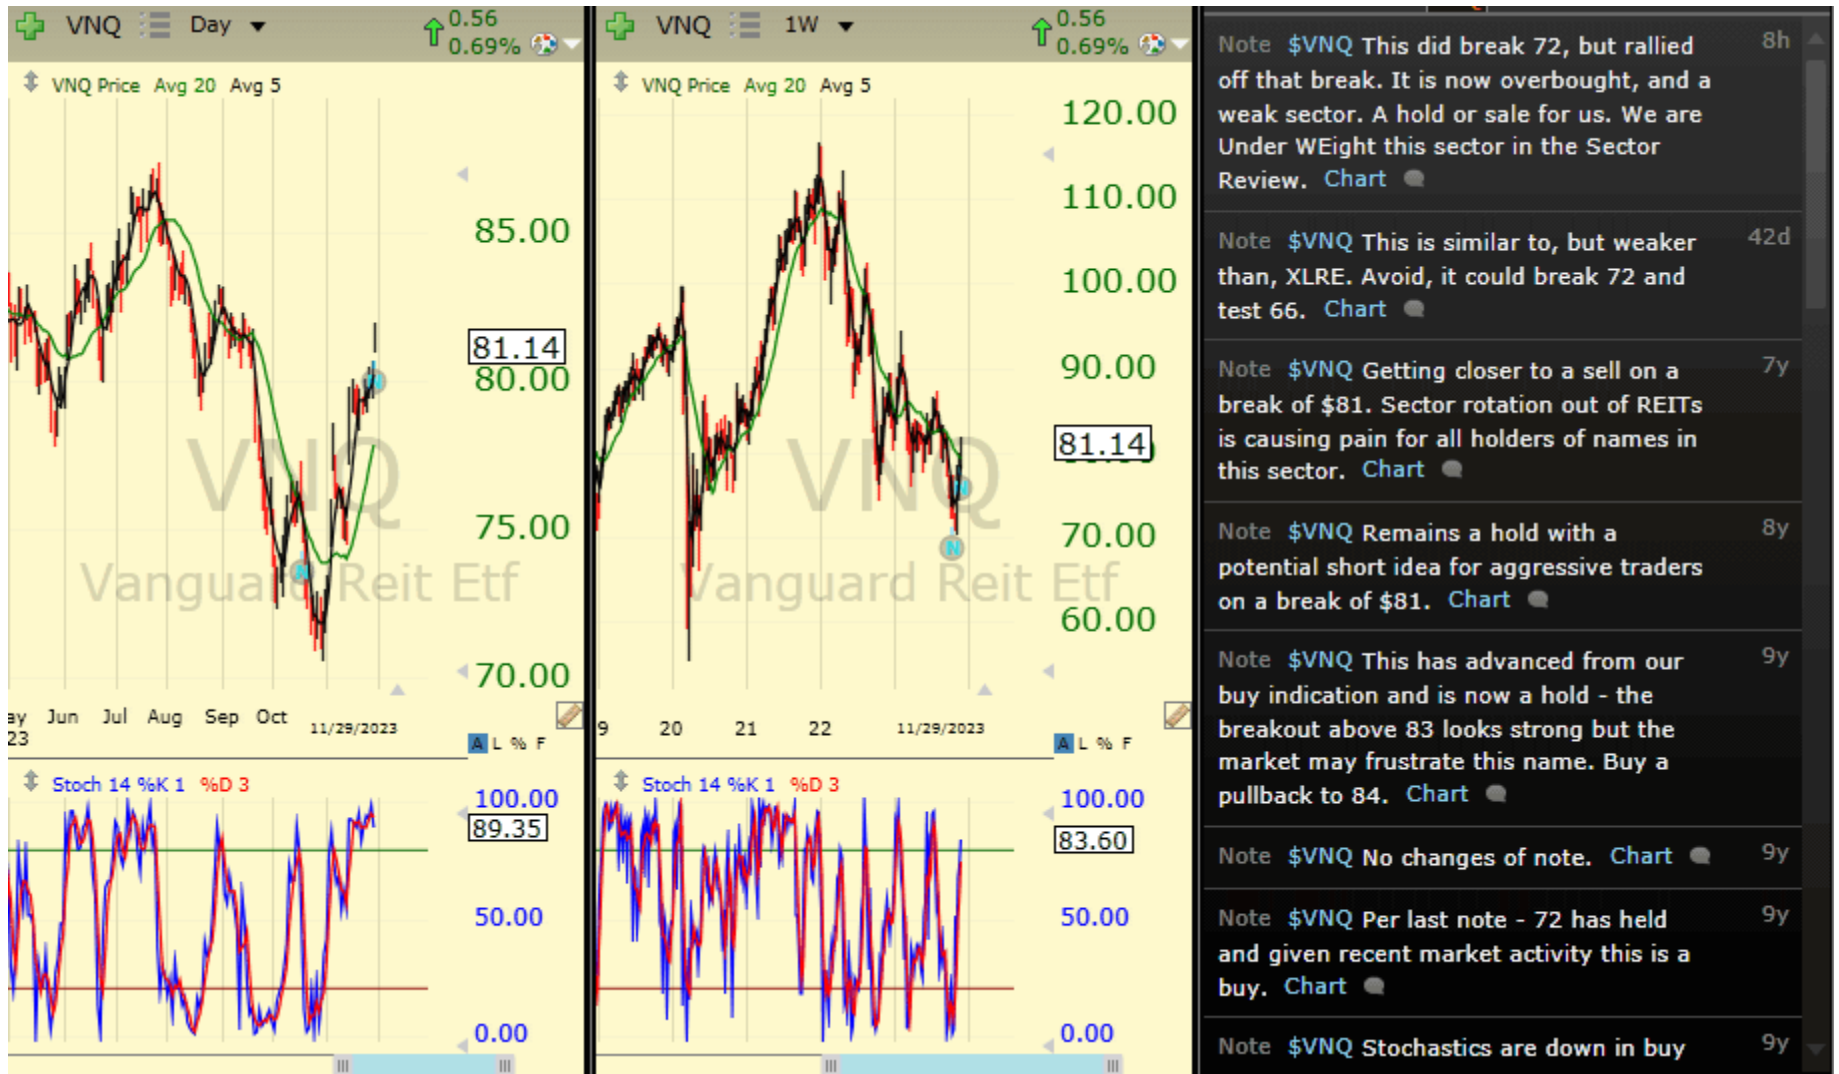 VNQ Day 0.56
0.69%
VNQ Price Avg 20 Avg 5
85.00
81.14
80.00
75.00
70.00
VNQ
Vanguard Reit Etf
ay Jun Jul Aug Sep Oct 11/29/2023
23
A L % F
Stoch 14 %K 1 %D 3
100.00
89.35
50.00
0.00
VNQ 1W 0.56
0.69%
VNQ Price Avg 20 Avg 5
120.00
110.00
100.00
90.00
81.14
70.00
60.00
VNQ
Vanguard Reit Etf
N
N
N
N
9 20 21 22 11/29/2023
A L % F
Stoch 14 %K 1 %D 3
100.00
83.60
50.00
0.00
Note $VNQ This did break 72, but rallied 8h
off that break. It is now overbought, and a
weak sector. A hold or sale for us. We are
Under WEight this sector in the Sector
Review. Chart
Note $VNQ This is similar to, but weaker 42d
than, XLRE. Avoid, it could break 72 and
test 66. Chart
Note $VNQ Getting closer to a sell on a 7y
break of $81. Sector rotation out of REITs
is causing pain for all holders of names in
this sector. Chart
Note $VNQ Remains a hold with a 8y
potential short idea for aggressive traders
on a break of $81. Chart
Note $VNQ This has advanced from our 9y
buy indication and is now a hold - the
breakout above 83 looks strong but the
market may frustrate this name. Buy a
pullback to 84. Chart
Note $VNQ No changes of note. Chart 9y
Note $VNQ Per last note - 72 has held 9y
and given recent market activity this is a
buy. Chart
Note $VNQ Stochastics are down in buy 9y